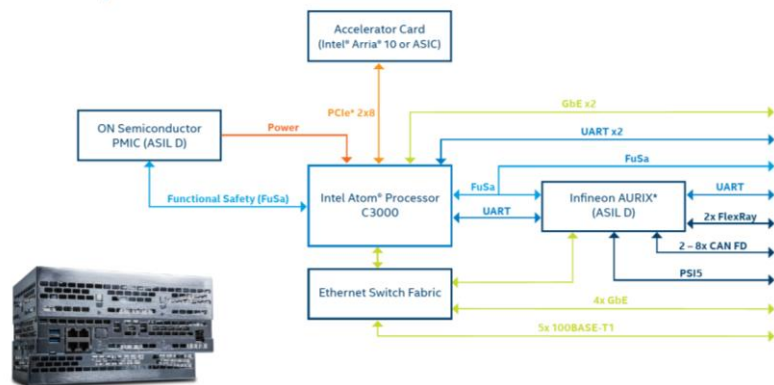 Accelerator Card
(Intel® Arria® 10 or ASIC)
PCIe® 2x8
GbE x2
ON Semiconductor
PMIC (ASIL D)
Power
UART x2
FuSa
Functional Safety (FuSa)
Intel Atom® Processor
C3000
FuSa
UART
Infineon AURIX*
(ASIL D)
UART
2x FlexRay
2 – 8x CAN FD
PSI5
Ethernet Switch Fabric
4x GbE
5x 100BASE-T1